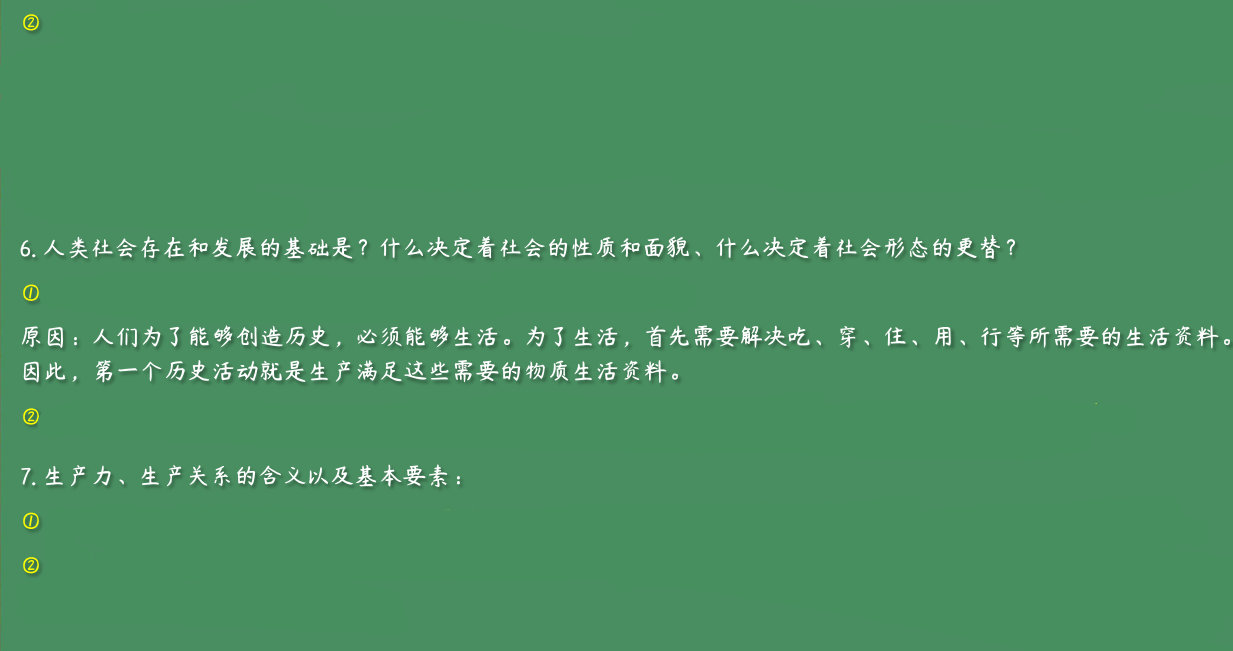 ②
6. 人类社会存在和发展的基础是？什么决定着社会的性质和面貌、什么决定着社会形态的更替？
①
原因：人们为了能够创造历史，必须能够生活。为了生活，首先需要解决吃、穿、住、用、行等所需要的生活资料。
因此，第一个历史活动就是生产满足这些需要的物质生活资料。
②
7. 生产力、生产关系的含义以及基本要素：
①
②